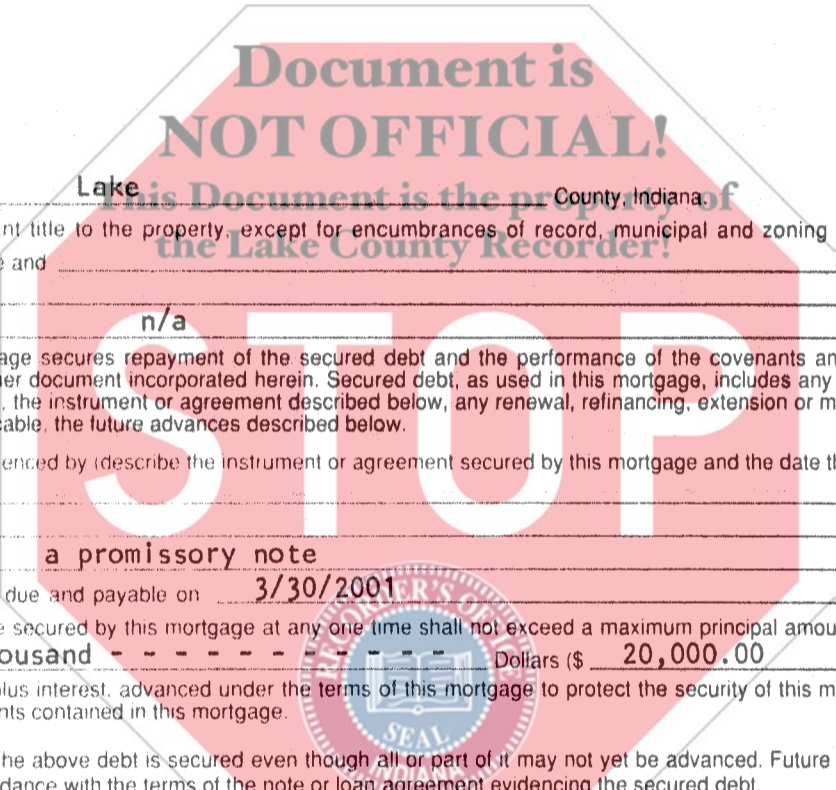 Document is
NOT OFFICIAL!
Lake County, Indiana.
This Document is the property of
nt title to the property, except for encumbrances of record, municipal and zoning
the Lake County Recorder!
and
n/a
STOP
age secures repayment of the secured debt and the performance of the covenants an
er document incorporated herein. Secured debt, as used in this mortgage, includes any
, the instrument or agreement described below, any renewal, refinancing, extension or m
cable, the future advances described below.
enced by (describe the instrument or agreement secured by this mortgage and the date th
a promissory note
due and payable on 3/30/2001
e secured by this mortgage at any one time shall not exceed a maximum principal amou
ousand - - - - - - - - - - - - Dollars ($ 20,000.00
lus interest, advanced under the terms of this mortgage to protect the security of this m
nts contained in this mortgage.
RECORDER'S OFFICE
SEAL
INDIANA
he above debt is secured even though all or part of it may not yet be advanced. Future
dance with the terms of the note or loan agreement evidencing the secured debt.